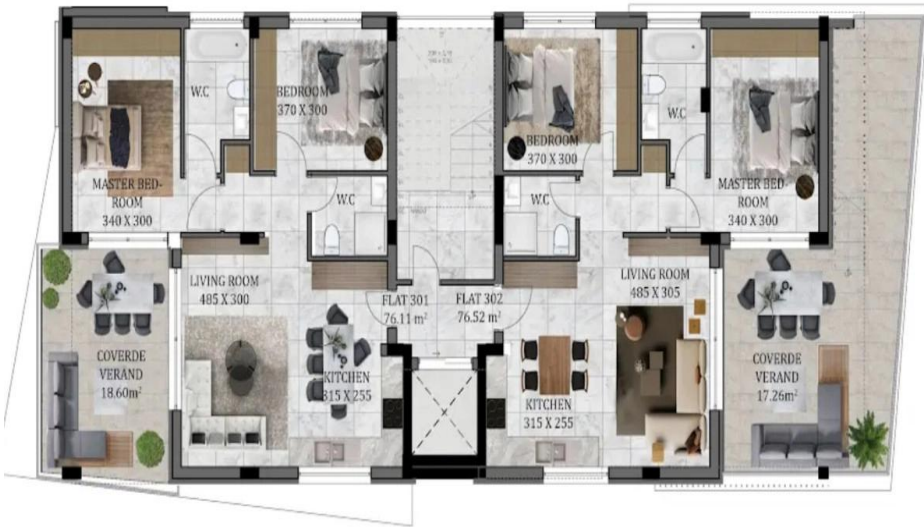 W.C
BEDROOM
370 X 300
MASTER BED-
ROOM
340 X 300
W.C
LIVING ROOM
485 X 300
COVERDE
VERAND
18.60m²
KITCHEN
315 X 255
FLAT 301
76.11 m²
FLAT 302
76.52 m²
BEDROOM
370 X 300
W.C
MASTER BED-
ROOM
340 X 300
W.C
LIVING ROOM
485 X 305
KITCHEN
315 X 255
COVERDE
VERAND
17.26m²